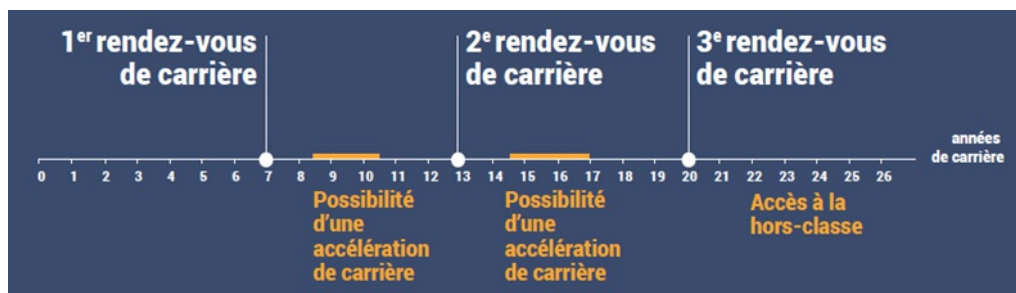 1er rendez-vous
de carrière
2e rendez-vous
de carrière
3e rendez-vous
de carrière
années
de carrière
0 1 2 3 4 5 6 7 8 9 10 11 12 13 14 15 16 17 18 19 20 21 22 23 24 25 26
Possibilité
d'une
accélération
de carrière
Possibilité
d'une
accélération
de carrière
Accès à la
hors-classe